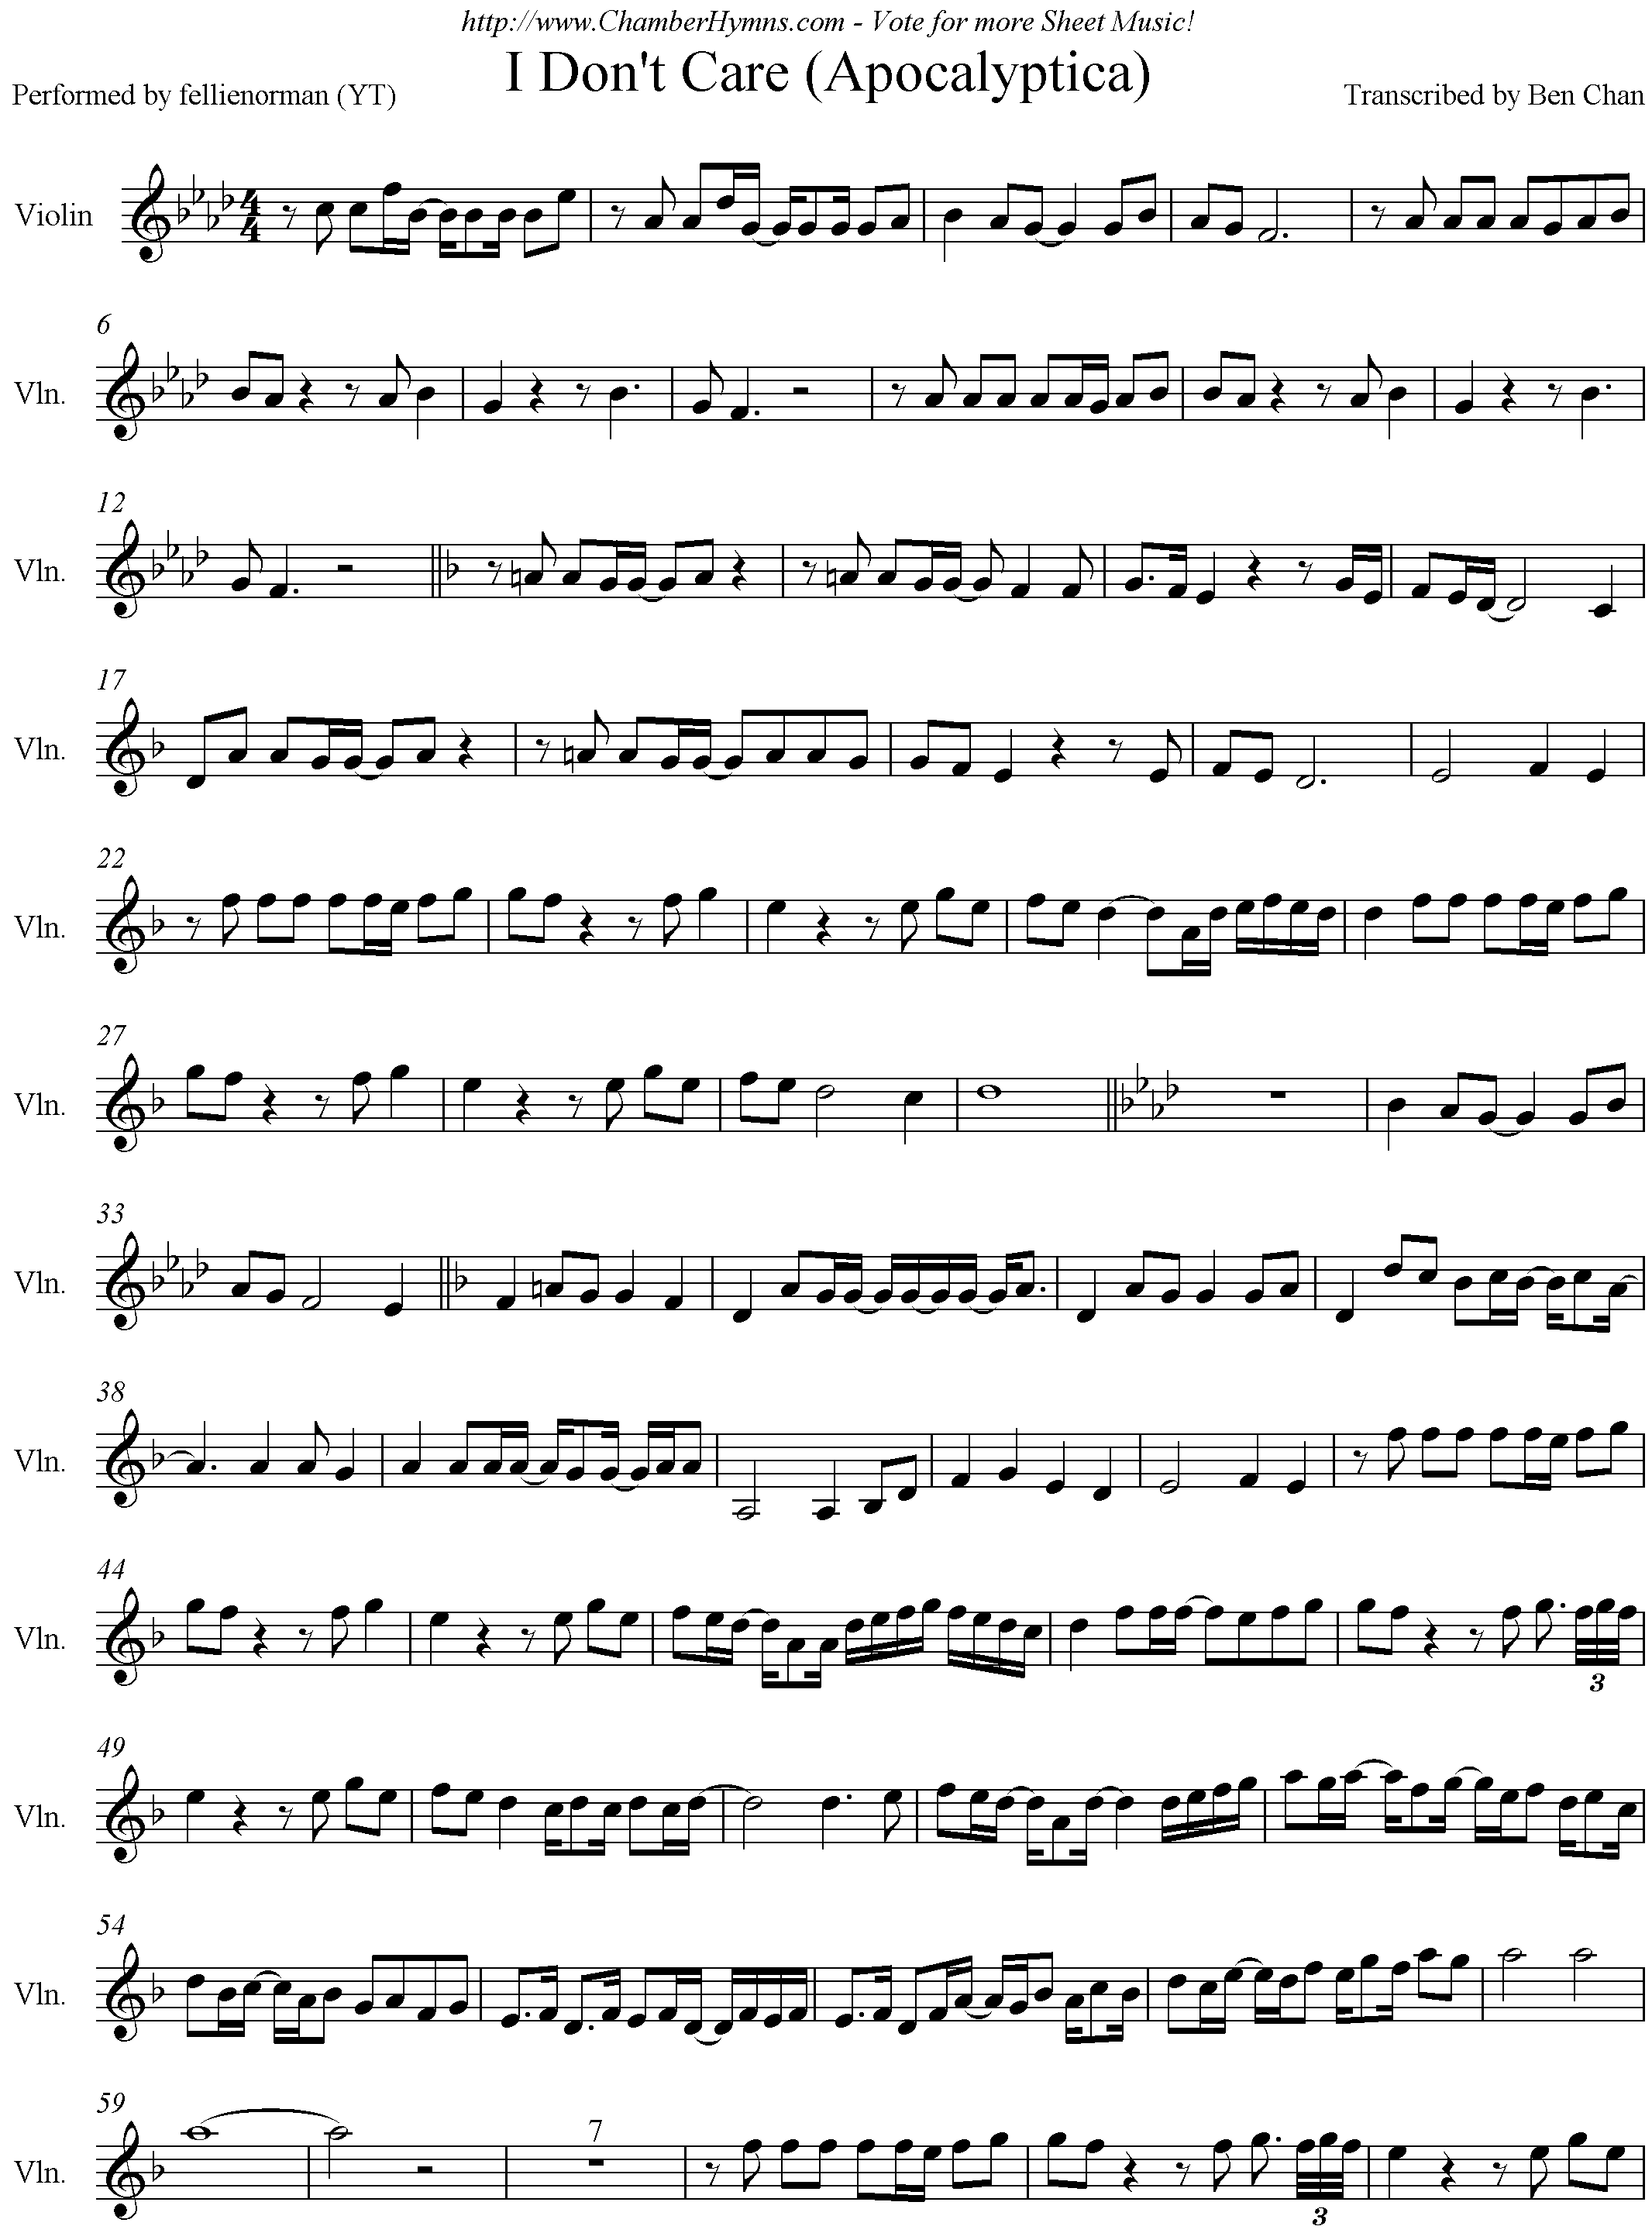 http://www.ChamberHymns.com - Vote for more Sheet Music!
I Don't Care (Apocalyptica)
Performed by fellienorman (YT)
Transcribed by Ben Chan
Violin
4
4
6
Vln.
12
Vln.
17
Vln.
22
Vln.
27
Vln.
33
Vln.
38
Vln.
44
Vln.
3
49
Vln.
54
Vln.
59
7
Vln.
3